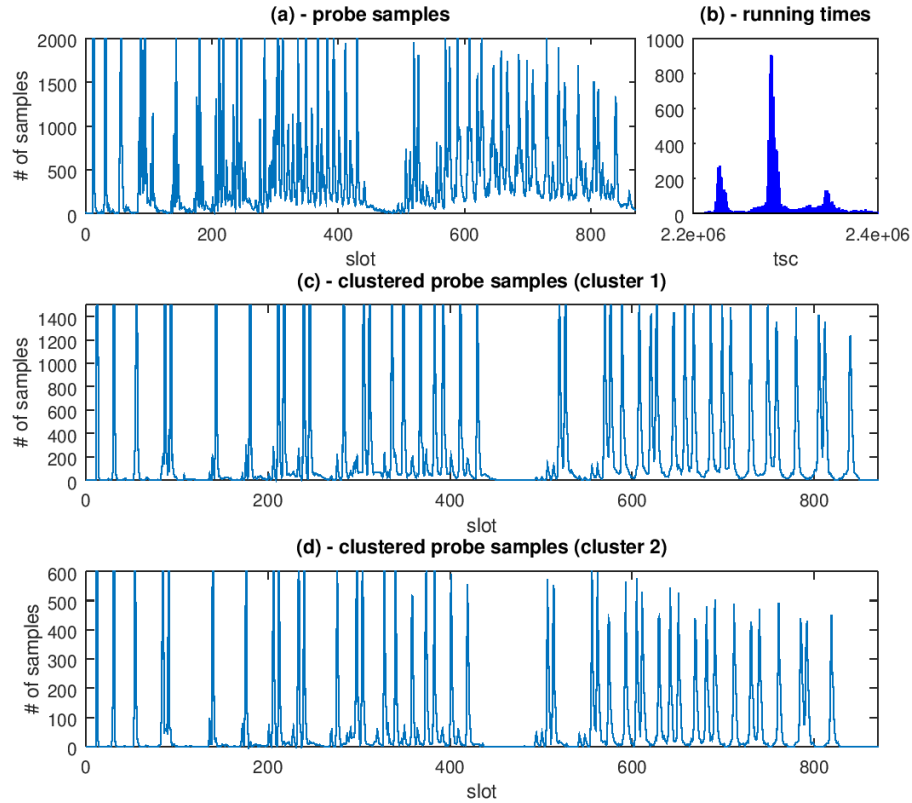 (a) - probe samples
# of samples
2000
1500
1000
500
0
0 200 400 600 800
slot
(b) - running times
1000
800
600
400
200
0
2.2e+06 2.4e+06
tsc
(c) - clustered probe samples (cluster 1)
# of samples
1400
1200
1000
800
600
400
200
0
0 200 400 600 800
slot
(d) - clustered probe samples (cluster 2)
# of samples
600
500
400
300
200
100
0
0 200 400 600 800
slot